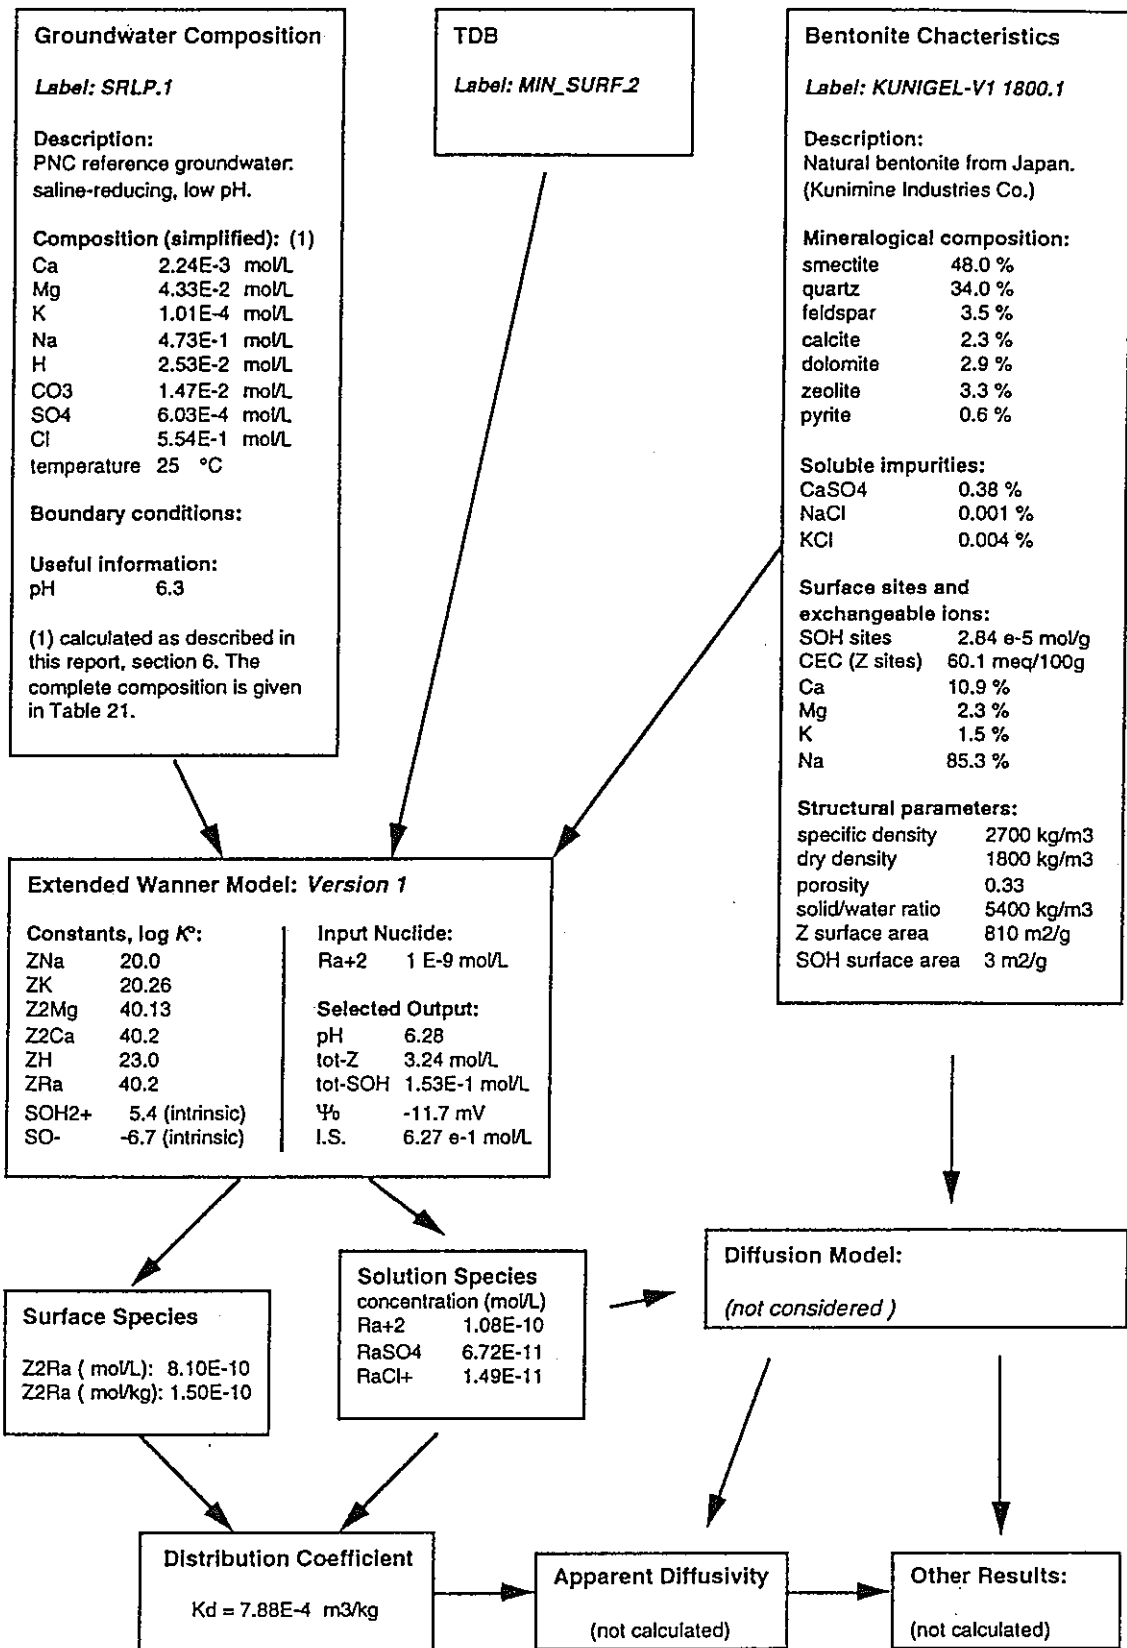 Groundwater Composition
Label: SRLP.1
Description:
PNC reference groundwater:
saline-reducing, low pH.
Composition (simplified): (1)
Ca 2.24E-3 mol/L
Mg 4.33E-2 mol/L
K 1.01E-4 mol/L
Na 4.73E-1 mol/L
H 2.53E-2 mol/L
CO3 1.47E-2 mol/L
SO4 6.03E-4 mol/L
Cl 5.54E-1 mol/L
temperature 25 °C
Boundary conditions:
Useful information:
pH 6.3
(1) calculated as described in
this report, section 6. The
complete composition is given
in Table 21.
TDB
Label: MIN_SURF.2
Bentonite Chacteristics
Label: KUNIGEL-V1 1800.1
Description:
Natural bentonite from Japan.
(Kunimine Industries Co.)
Mineralogical composition:
smectite 48.0 %
quartz 34.0 %
feldspar 3.5 %
calcite 2.3 %
dolomite 2.9 %
zeolite 3.3 %
pyrite 0.6 %
Soluble impurities:
CaSO4 0.38 %
NaCl 0.001 %
KCl 0.004 %
Surface sites and
exchangeable ions:
SOH sites 2.84 e-5 mol/g
CEC (Z sites) 60.1 meq/100g
Ca 10.9 %
Mg 2.3 %
K 1.5 %
Na 85.3 %
Structural parameters:
specific density 2700 kg/m3
dry density 1800 kg/m3
porosity 0.33
solid/water ratio 5400 kg/m3
Z surface area 810 m2/g
SOH surface area 3 m2/g
Extended Wanner Model: Version 1
Constants, log K°:
ZNa 20.0
ZK 20.26
Z2Mg 40.13
Z2Ca 40.2
ZH 23.0
ZRa 40.2
SOH2+ 5.4 (intrinsic)
SO- -6.7 (intrinsic)
Input Nuclide:
Ra+2 1 E-9 mol/L
Selected Output:
pH 6.28
tot-Z 3.24 mol/L
tot-SOH 1.53E-1 mol/L
Ψ0 -11.7 mV
I.S. 6.27 e-1 mol/L
Surface Species
Z2Ra ( mol/L): 8.10E-10
Z2Ra ( mol/kg): 1.50E-10
Solution Species
concentration (mol/L)
Ra+2 1.08E-10
RaSO4 6.72E-11
RaCl+ 1.49E-11
Diffusion Model:
(not considered )
Distribution Coefficient
Kd = 7.88E-4 m3/kg
Apparent Diffusivity
(not calculated)
Other Results:
(not calculated)